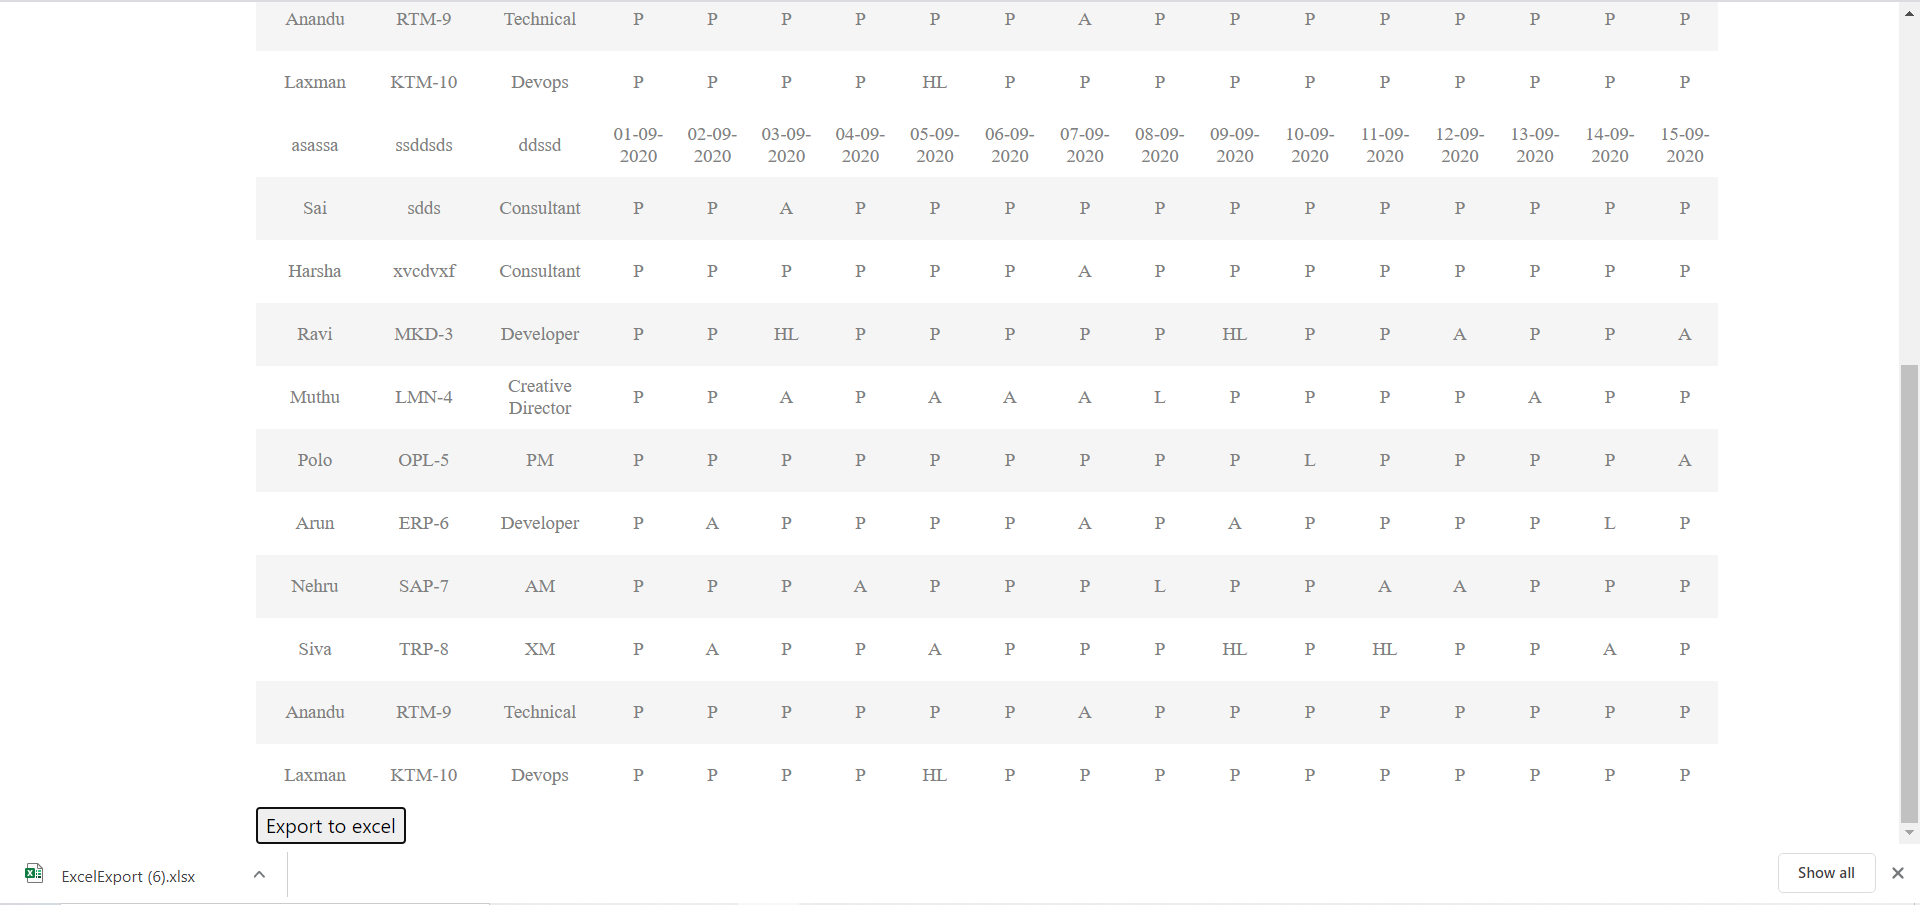 Anandu RTM-9 Technical P P P P P P A P P P P P P P P
Laxman KTM-10 Devops P P P P HL P P P P P P P P P P
asassa ssddsds ddssd 01-09- 02-09- 03-09- 04-09- 05-09- 06-09- 07-09- 08-09- 09-09- 10-09- 11-09- 12-09- 13-09- 14-09- 15-09-
2020 2020 2020 2020 2020 2020 2020 2020 2020 2020 2020 2020 2020 2020 2020
Sai sdds Consultant P P A P P P P P P P P P P P P
Harsha xvcdvxf Consultant P P P P P P A P P P P P P P P
Ravi MKD-3 Developer P P HL P P P P P HL P P A P P A
Muthu LMN-4 Creative Director P P A P A A A L P P P P A P P
Polo OPL-5 PM P P P P P P P P P L P P P P A
Arun ERP-6 Developer P A P P P P A P A P P P P L P
Nehru SAP-7 AM P P P A P P P L P P A A P P P
Siva TRP-8 XM P A P P A P P P HL P HL P P A P
Anandu RTM-9 Technical P P P P P P A P P P P P P P P
Laxman KTM-10 Devops P P P P HL P P P P P P P P P P
Export to excel
ExcelExport (6).xlsx
Show all